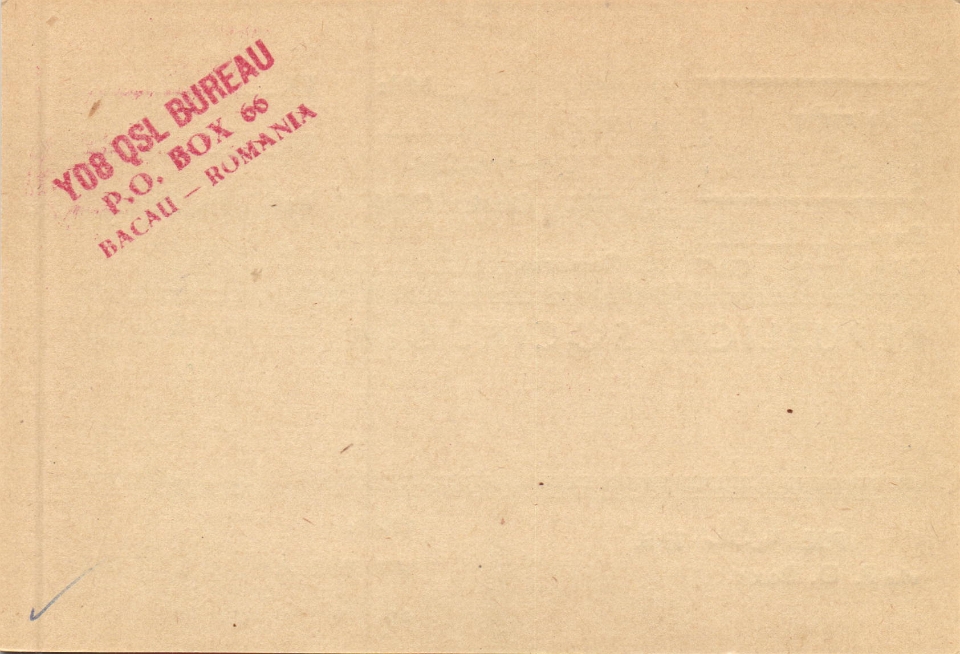 YO8 QSL BUREAU
P.O. BOX 66
BACAU — ROMANIA